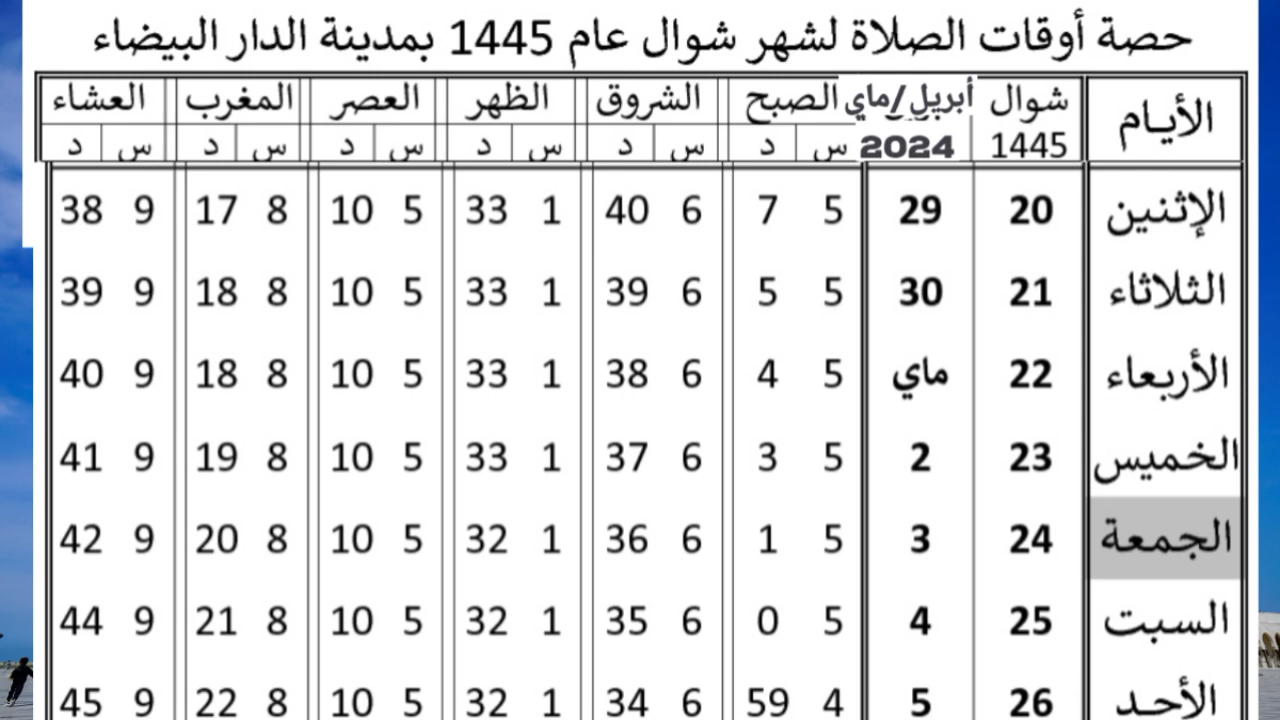 حصة أوقات الصلاة لشهر شوال عام 1445 بمدينة الدار البيضاء
الأيام شوال 1445 أبريل/ماي 2024 الصبح الشروق الظهر العصر المغرب العشاء
س د س د س د س د س د س د
الإثنين 20 29 5 7 6 40 1 33 5 10 8 17 9 38
الثلاثاء 21 30 5 5 6 39 1 33 5 10 8 18 9 39
الأربعاء 22 ماي 5 4 6 38 1 33 5 10 8 18 9 40
الخميس 23 2 5 3 6 37 1 33 5 10 8 19 9 41
الجمعة 24 3 5 1 6 36 1 32 5 10 8 20 9 42
السبت 25 4 5 0 6 35 1 32 5 10 8 21 9 44
الأحد 26 5 4 59 6 34 1 32 5 10 8 22 9 45